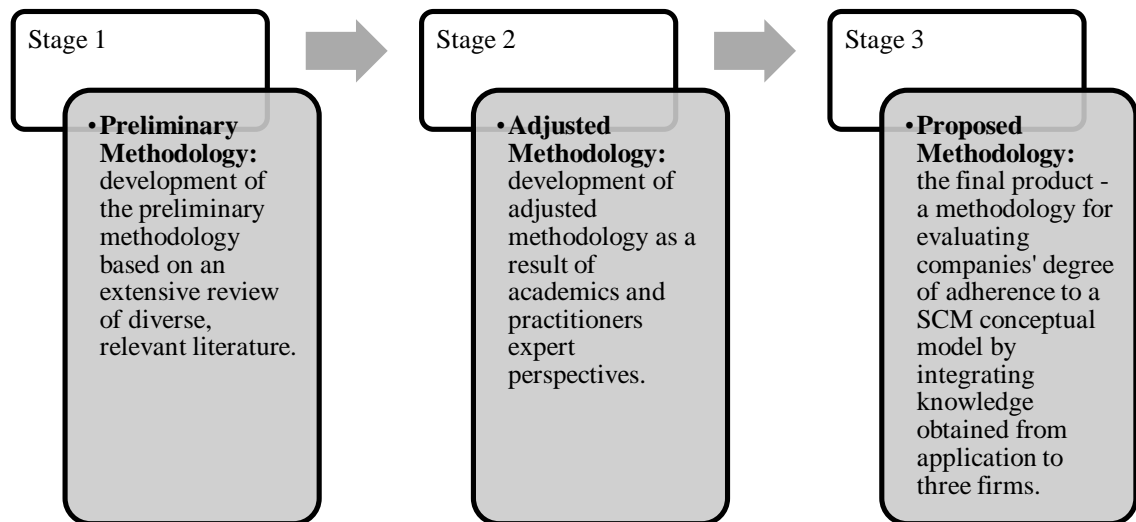 Stage 1
•Preliminary
Methodology:
development of
the preliminary
methodology
based on an
extensive review
of diverse,
relevant literature.
Stage 2
•Adjusted
Methodology:
development of
adjusted
methodology as a
result of
academics and
practitioners
expert
perspectives.
Stage 3
•Proposed
Methodology:
the final product -
a methodology for
evaluating
companies' degree
of adherence to a
SCM conceptual
model by
integrating
knowledge
obtained from
application to
three firms.